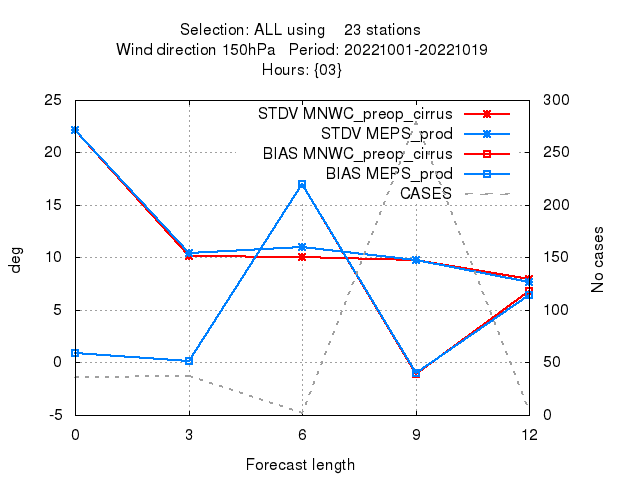 Selection: ALL using 23 stations
Wind direction 150hPa Period: 20221001-20221019
Hours: {03}
STDV MNWC_preop_cirrus
STDV MEPS_prod
BIAS MNWC_preop_cirrus
BIAS MEPS_prod
CASES
25
20
15
10
5
0
-5
deg
300
250
200
150
100
50
0
No cases
0 3 6 9 12
Forecast length